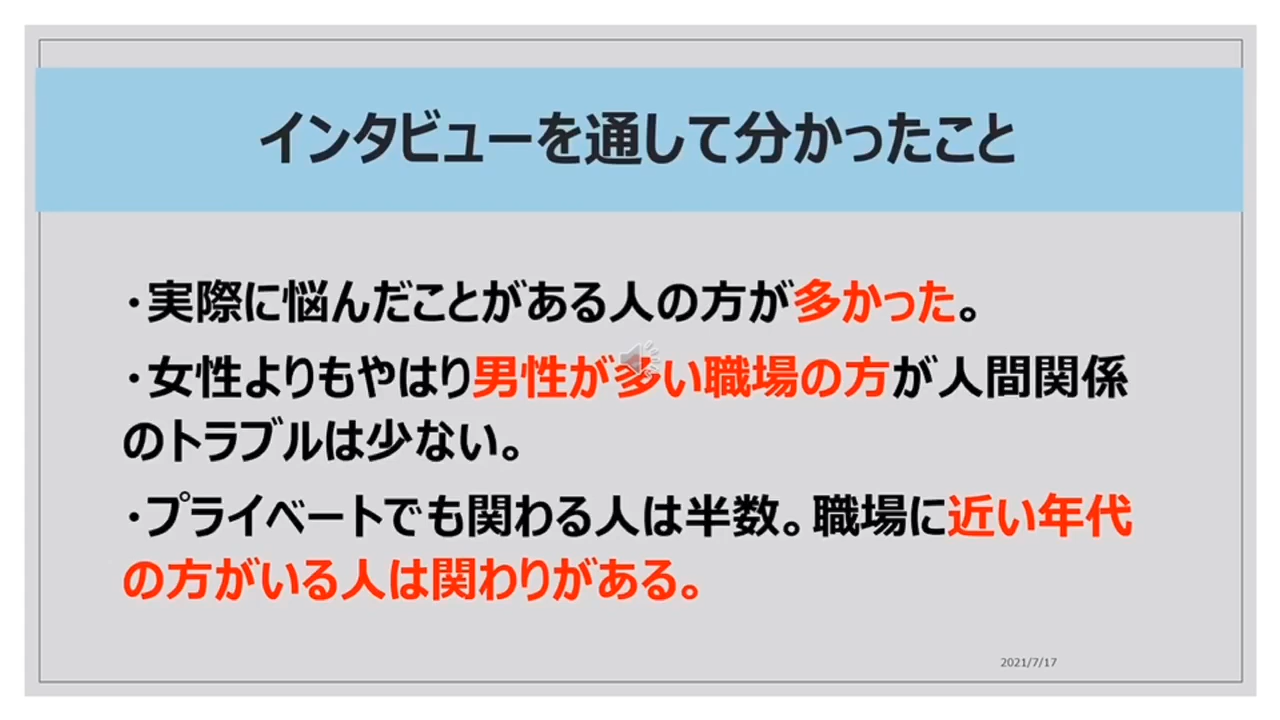 インタビューを通して分かったこと
・実際に悩んだことがある人の方が多かった。
・女性よりもやはり男性が多い職場の方が人間関係
のトラブルは少ない。
・プライベートでも関わる人は半数。職場に近い年代
の方がいる人は関わりがある。
2021/7/17